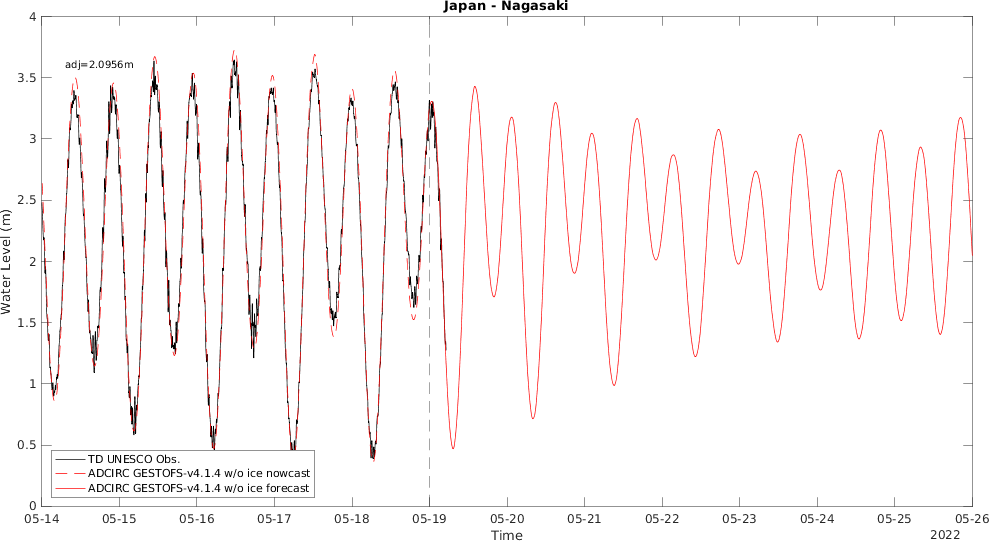 Japan - Nagasaki
adj=2.0956m
Water Level (m)
4
3.5
3
2.5
2
1.5
1
0.5
0
TD UNESCO Obs.
ADCIRC GESTOFS-v4.1.4 w/o ice nowcast
ADCIRC GESTOFS-v4.1.4 w/o ice forecast
05-14 05-15 05-16 05-17 05-18 05-19 05-20 05-21 05-22 05-23 05-24 05-25 05-26
Time
2022